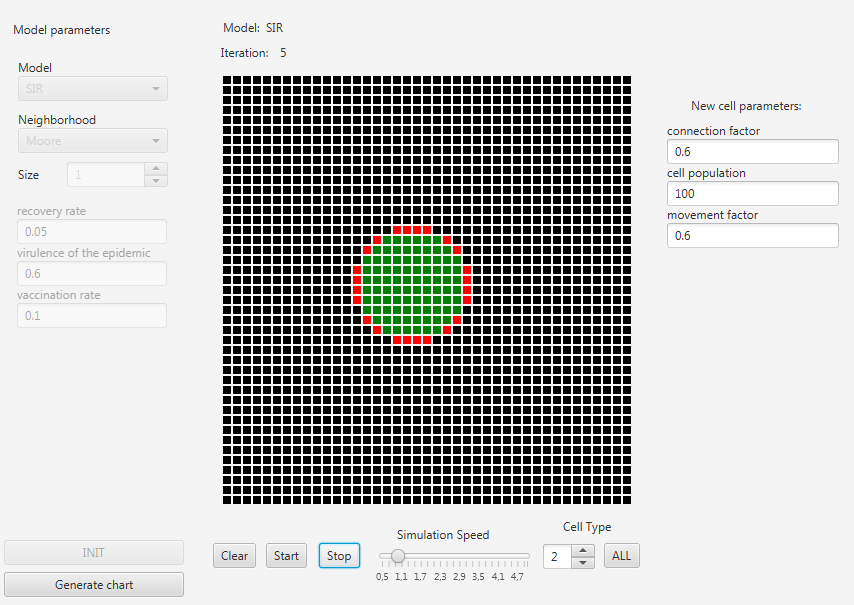 Model parameters
Model: SIR
Iteration: 5
Model
SIR
Neighborhood
Moore
Size 1
recovery rate
0.05
virulence of the epidemic
0.6
vaccination rate
0.1
New cell parameters:
connection factor
0.6
cell population
100
movement factor
0.6
INIT
Generate chart
Clear Start Stop
Simulation Speed
0,5 1,1 1,7 2,3 2,9 3,5 4,1 4,7
Cell Type
2 ALL